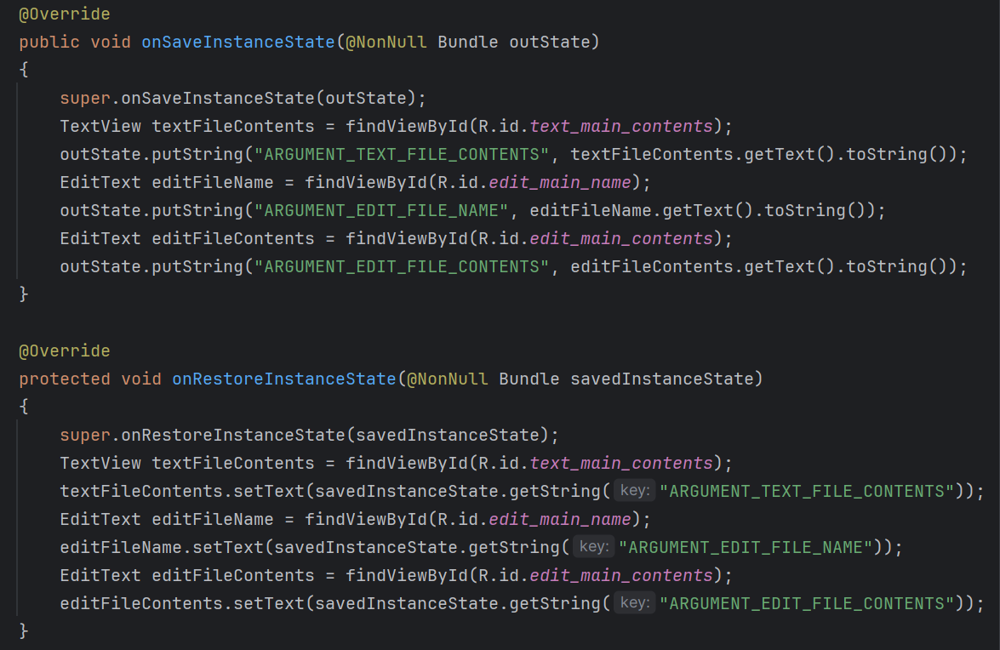 @Override
public void onSaveInstanceState(@NonNull Bundle outState)
{
    super.onSaveInstanceState(outState);
    TextView textFileContents = findViewById(R.id.text_main_contents);
    outState.putString("ARGUMENT_TEXT_FILE_CONTENTS", textFileContents.getText().toString());
    EditText editFileName = findViewById(R.id.edit_main_name);
    outState.putString("ARGUMENT_EDIT_FILE_NAME", editFileName.getText().toString());
    EditText editFileContents = findViewById(R.id.edit_main_contents);
    outState.putString("ARGUMENT_EDIT_FILE_CONTENTS", editFileContents.getText().toString());
}

@Override
protected void onRestoreInstanceState(@NonNull Bundle savedInstanceState)
{
    super.onRestoreInstanceState(savedInstanceState);
    TextView textFileContents = findViewById(R.id.text_main_contents);
    textFileContents.setText(savedInstanceState.getString( key: "ARGUMENT_TEXT_FILE_CONTENTS"));
    EditText editFileName = findViewById(R.id.edit_main_name);
    editFileName.setText(savedInstanceState.getString( key: "ARGUMENT_EDIT_FILE_NAME"));
    EditText editFileContents = findViewById(R.id.edit_main_contents);
    editFileContents.setText(savedInstanceState.getString( key: "ARGUMENT_EDIT_FILE_CONTENTS"));
}